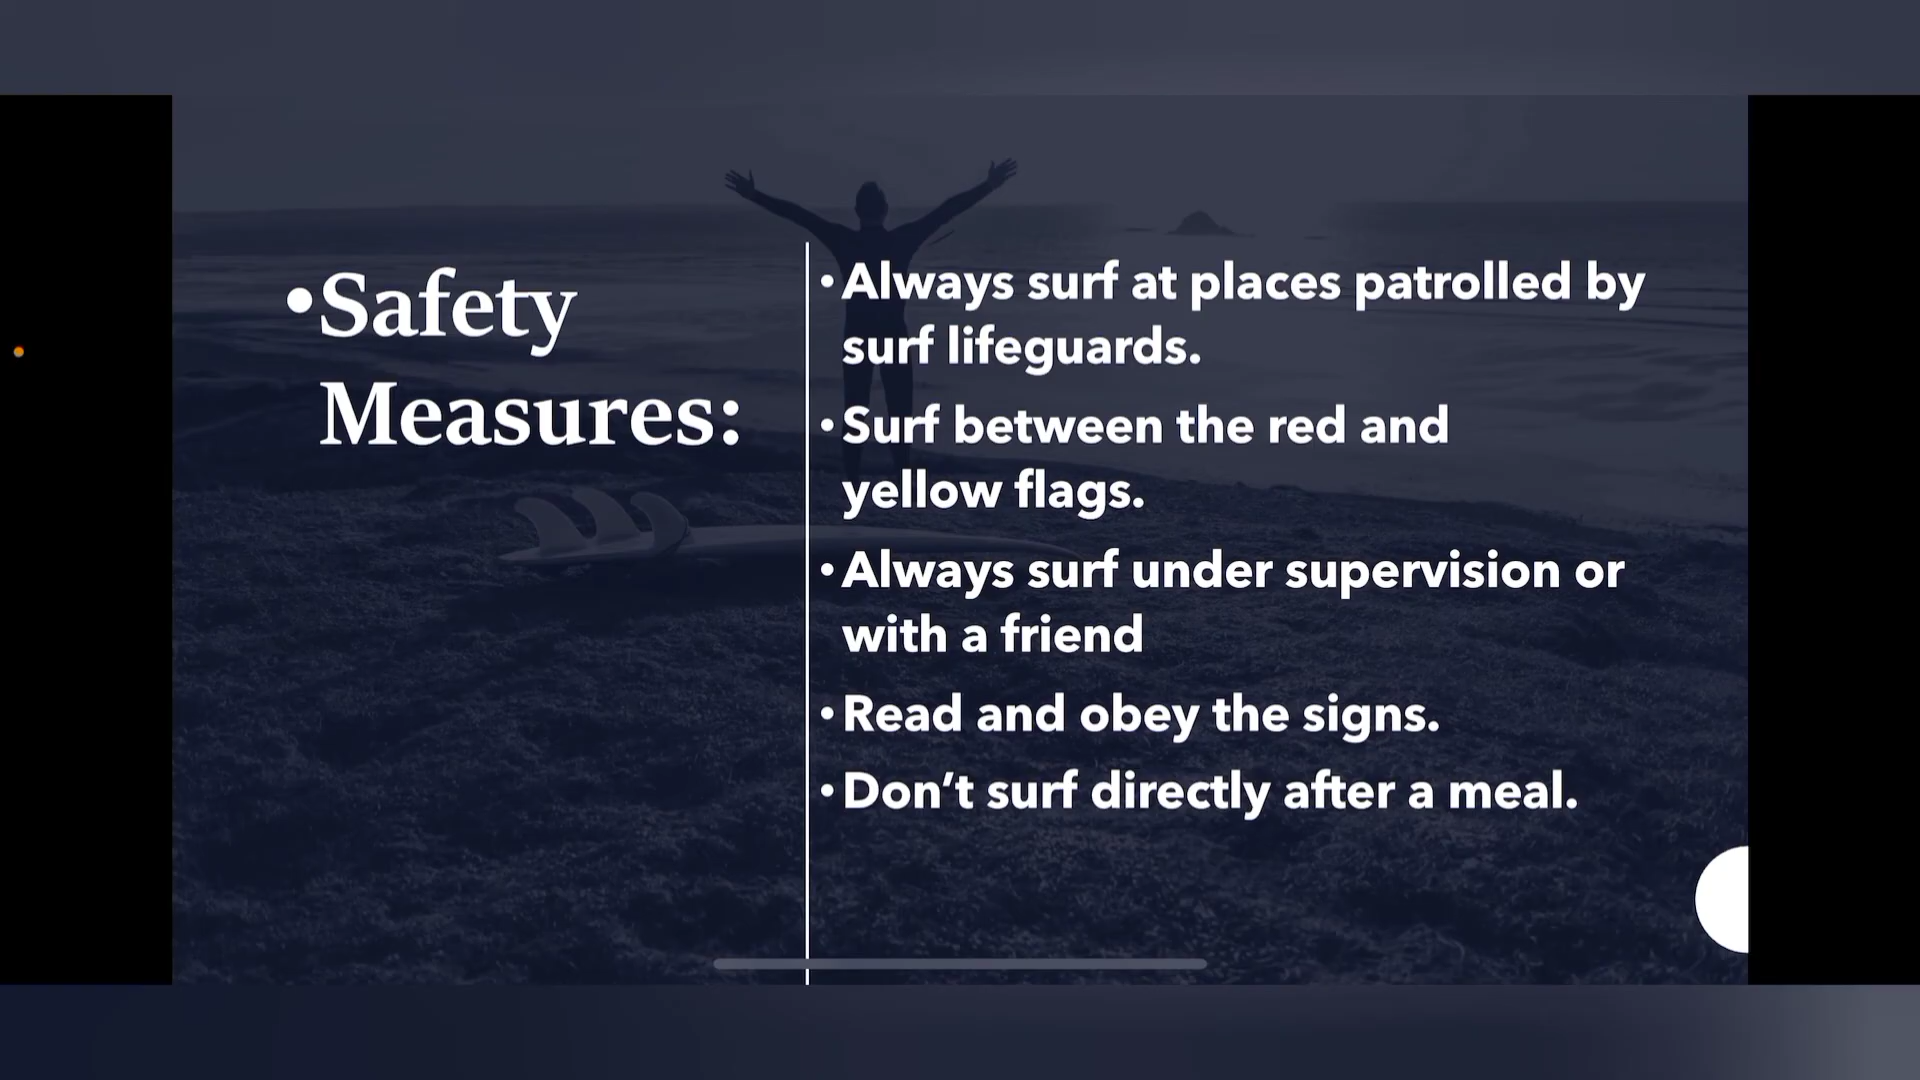 •Safety
Measures:
•Always surf at places patrolled by
surf lifeguards.
•Surf between the red and
yellow flags.
•Always surf under supervision or
with a friend
•Read and obey the signs.
•Don’t surf directly after a meal.